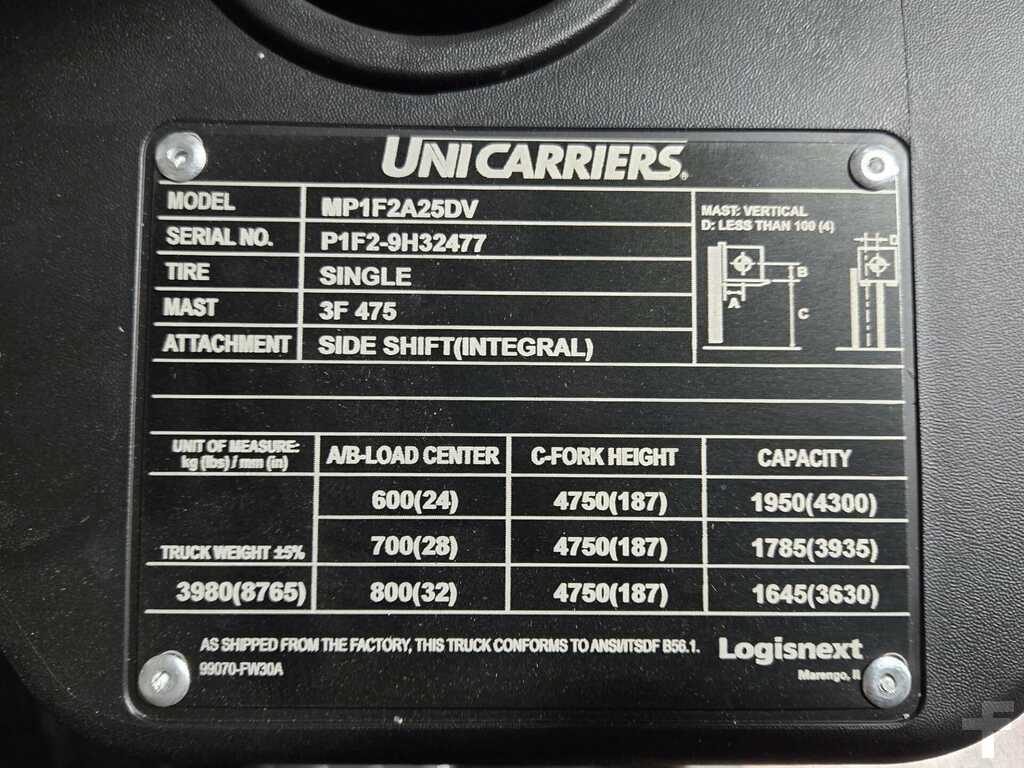 UNICARRIERS®
MODEL MP1F2A25DV
SERIAL NO. P1F2-9H32477
TIRE SINGLE
MAST 3F 475
ATTACHMENT SIDE SHIFT(INTEGRAL)
MAST: VERTICAL
D: LESS THAN 100 (4)
D
B
A
C
UNIT OF MEASURE:
kg (lbs) / mm (in)
A/B-LOAD CENTER C-FORK HEIGHT CAPACITY
600(24) 4750(187) 1950(4300)
TRUCK WEIGHT ±5% 700(28) 4750(187) 1785(3935)
3980(8765) 800(32) 4750(187) 1645(3630)
AS SHIPPED FROM THE FACTORY, THIS TRUCK CONFORMS TO ANSI/ITSDF B56.1.
99070-FW30A
Logisnext
Marengo, Il